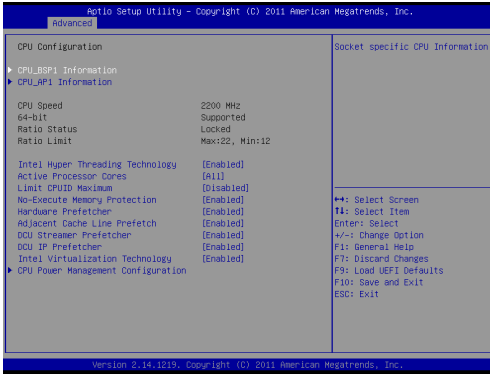 Aptio Setup Utility – Copyright (C) 2011 American Megatrends, Inc.
Advanced
CPU Configuration
CPU_BSP1 Information
CPU_AP1 Information
CPU Speed 2200 MHz
64-bit Supported
Ratio Status Locked
Ratio Limit Max:22, Min:12
Intel Hyper Threading Technology [Enabled]
Active Processor Cores [All]
Limit CPUID Maximum [Disabled]
No-Execute Memory Protection [Enabled]
Hardware Prefetcher [Enabled]
Adjacent Cache Line Prefetch [Enabled]
DCU Streamer Prefetcher [Enabled]
DCU IP Prefetcher [Enabled]
Intel Virtualization Technology [Enabled]
CPU Power Management Configuration
Socket specific CPU Information
↔: Select Screen
↑↓: Select Item
Enter: Select
+/-: Change Option
F1: General Help
F7: Discard Changes
F9: Load UEFI Defaults
F10: Save and Exit
ESC: Exit
Version 2.14.1219. Copyright (C) 2011 American Megatrends, Inc.